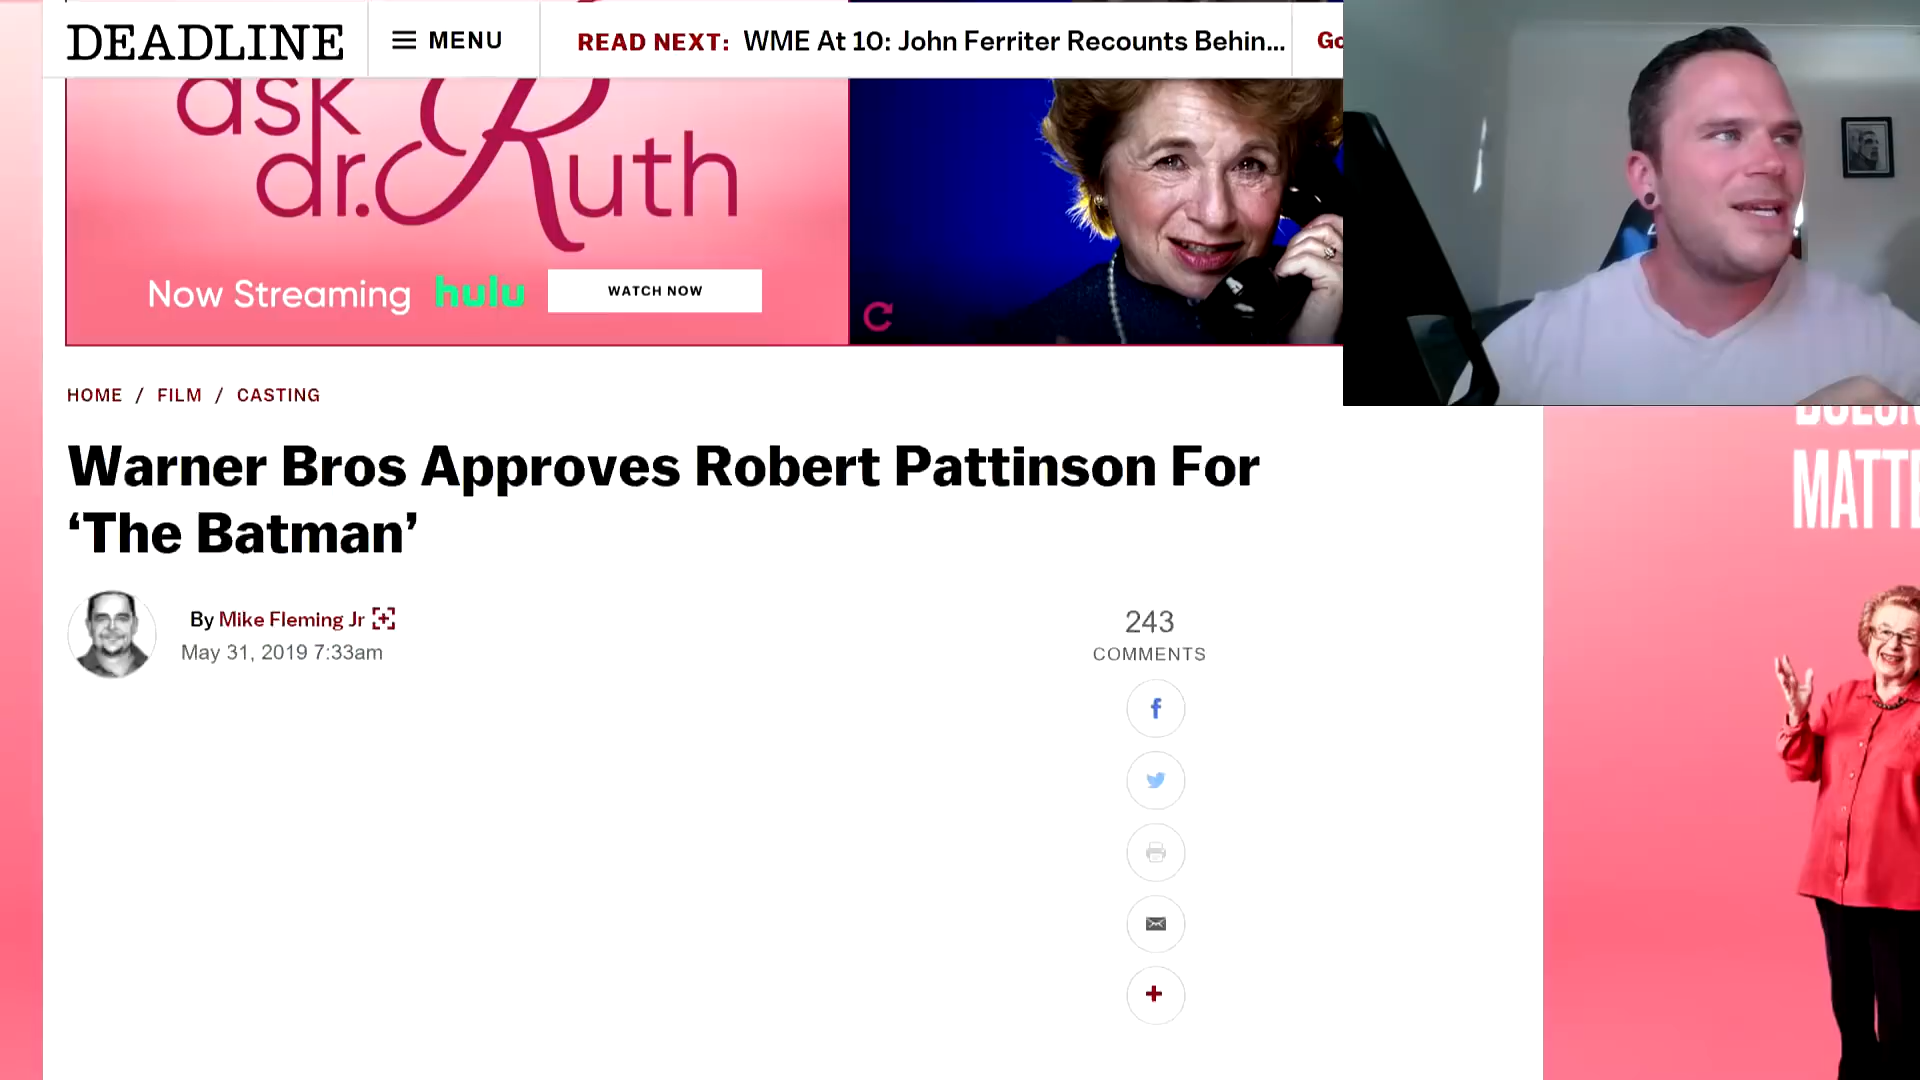 DEADLINE
MENU
READ NEXT: WME At 10: John Ferriter Recounts Behin...
Go
ask
dr. Ruth
Now Streaming hulu
WATCH NOW
HOME / FILM / CASTING
Warner Bros Approves Robert Pattinson For
‘The Batman’
By Mike Fleming Jr
May 31, 2019 7:33am
243
COMMENTS
MATTE